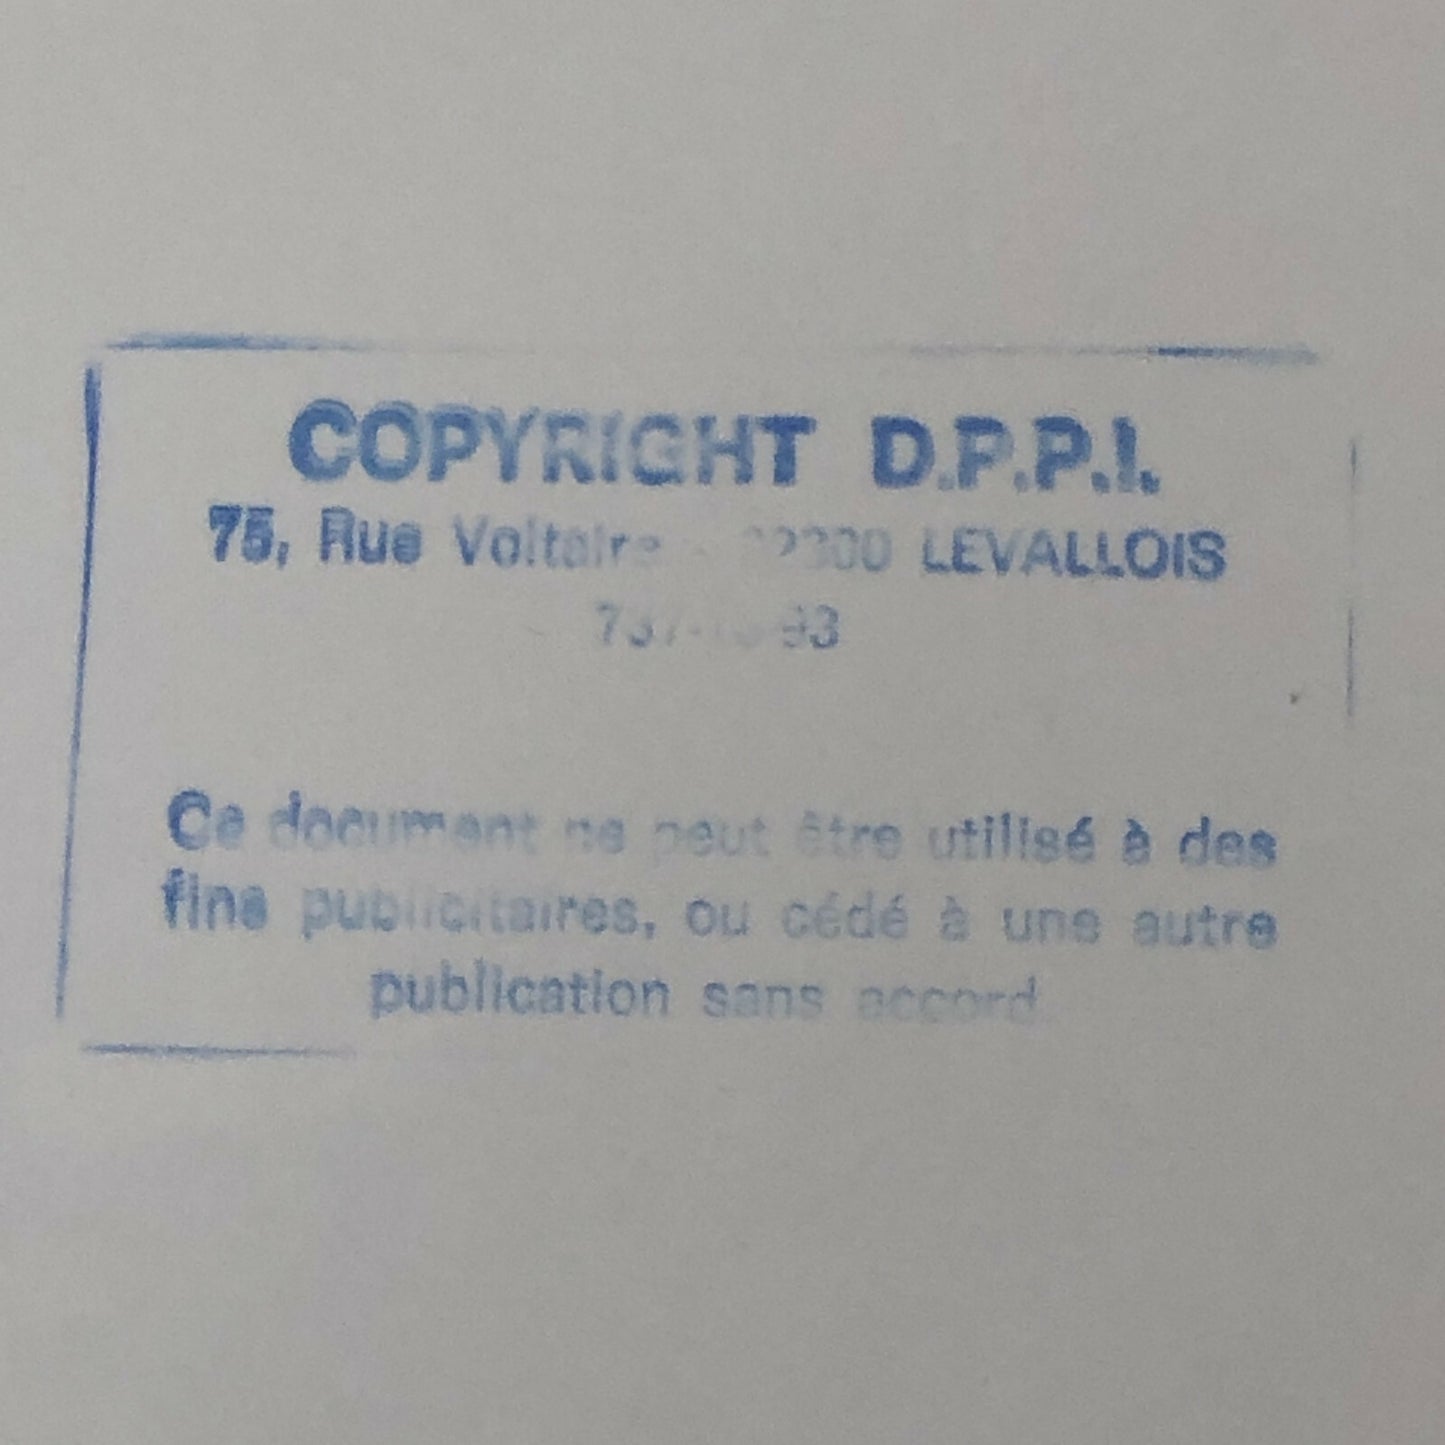 COPYRIGHT D.P.P.I.
75, Rue Voltaire - 92300 LEVALLOIS
Ce document ne peut être utilisé à des
fins publicitaires, ou cédé à une autre
publication sans accord